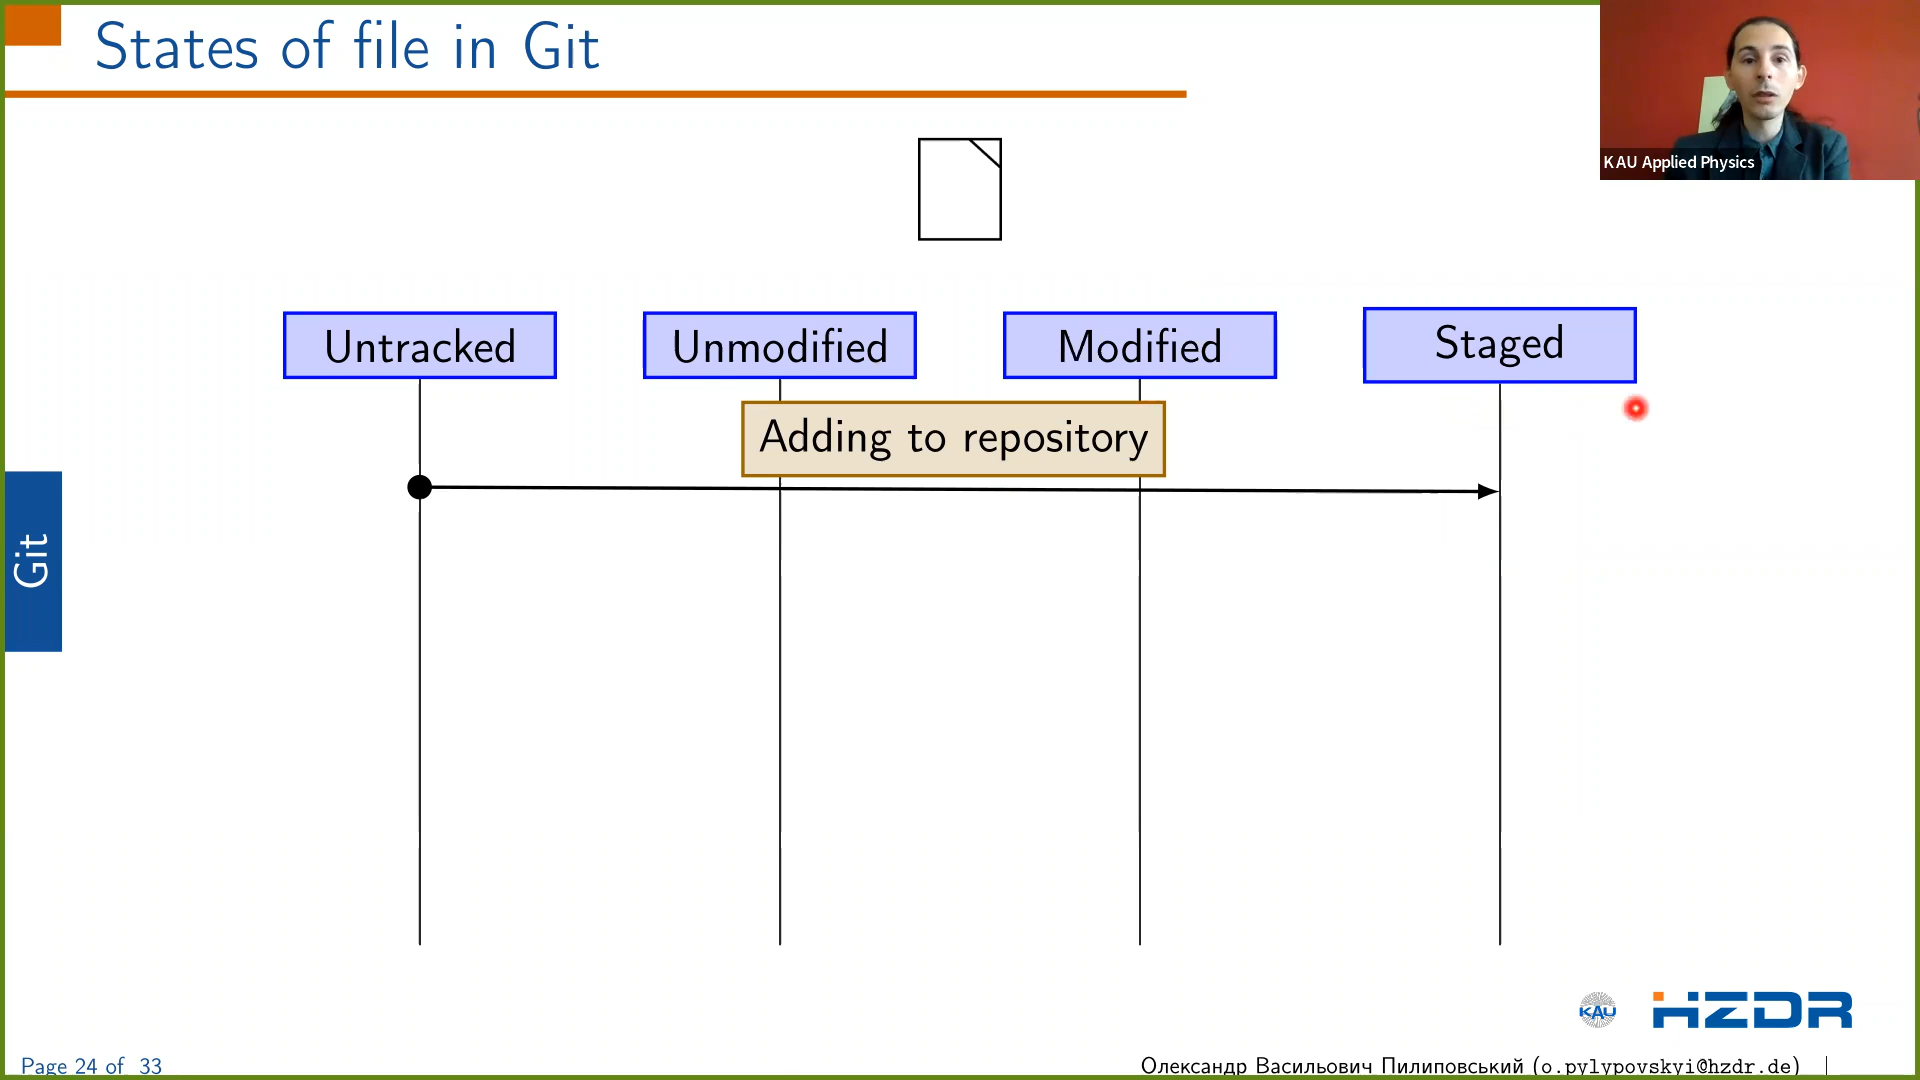 States of file in Git
KAU Applied Physics
Untracked
Unmodified
Modified
Staged
Adding to repository
Git
KAU
HZDR
Page 24 of 33
Олександр Васильович Пилиповський (o.pylypovskyi@hzdr.de)